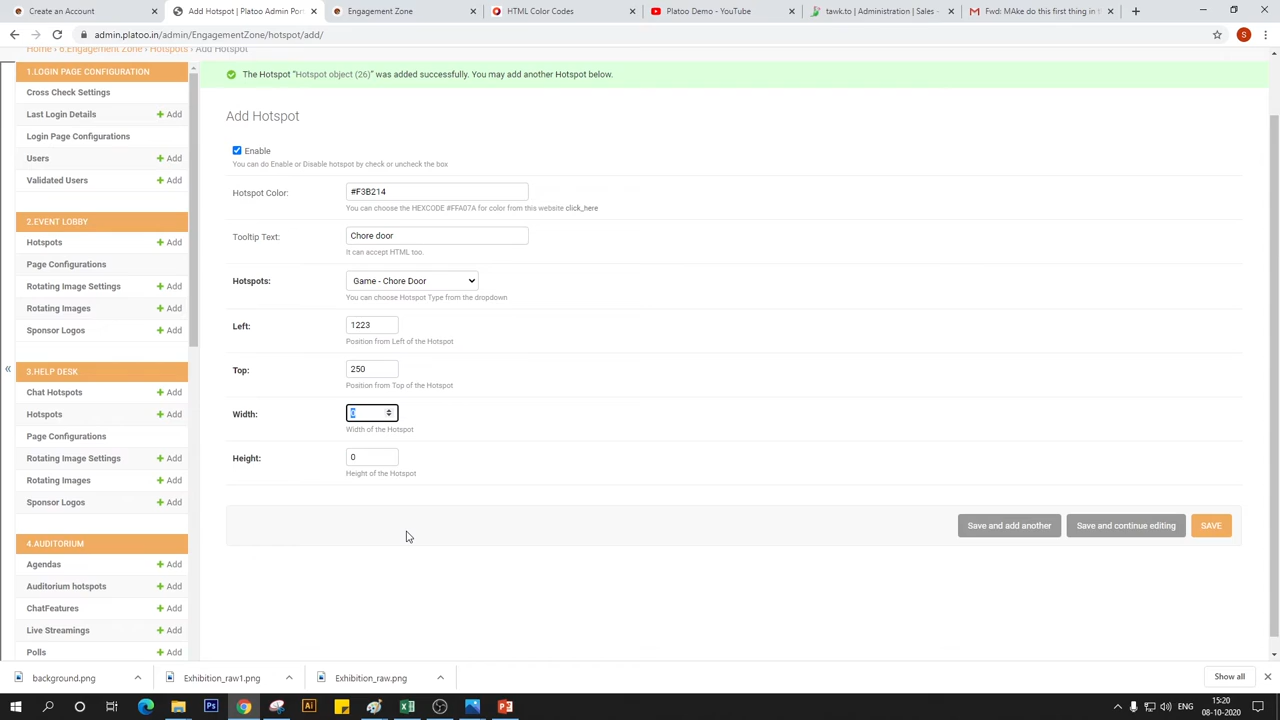 Create an Account
Add Hotspot | Platoo Admin Port
Engagement Zone
HTML Color Codes
Platoo Demo - YouTube
tawk.to | Administration | Sales -
Fwd: MAke do this first thing in t
admin.platoo.in/admin/EngagementZone/hotspot/add/
S
Home › 6.Engagement Zone › Hotspots › Add Hotspot
1.LOGIN PAGE CONFIGURATION
Cross Check Settings
Last Login Details Add
Login Page Configurations
Users Add
Validated Users Add
2.EVENT LOBBY
Hotspots Add
Page Configurations
Rotating Image Settings Add
Rotating Images Add
Sponsor Logos Add
3.HELP DESK
Chat Hotspots Add
Hotspots Add
Page Configurations
Rotating Image Settings Add
Rotating Images Add
Sponsor Logos Add
4.AUDITORIUM
Agendas Add
Auditorium hotspots Add
ChatFeatures Add
Live Streamings Add
Polls Add
«
The Hotspot “Hotspot object (26)” was added successfully. You may add another Hotspot below.
Add Hotspot
Enable
You can do Enable or Disable hotspot by check or uncheck the box
Hotspot Color: #F3B214
You can choose the HEXCODE #FFA07A for color from this website click_here
Tooltip Text: Chore door
It can accept HTML too.
Hotspots: Game - Chore Door
You can choose Hotspot Type from the dropdown
Left: 1223
Position from Left of the Hotspot
Top: 250
Position from Top of the Hotspot
Width: 0
Width of the Hotspot
Height: 0
Height of the Hotspot
Save and add another
Save and continue editing
SAVE
background.png
Exhibition_raw1.png
Exhibition_raw.png
Show all
ENG
15:20
08-10-2020